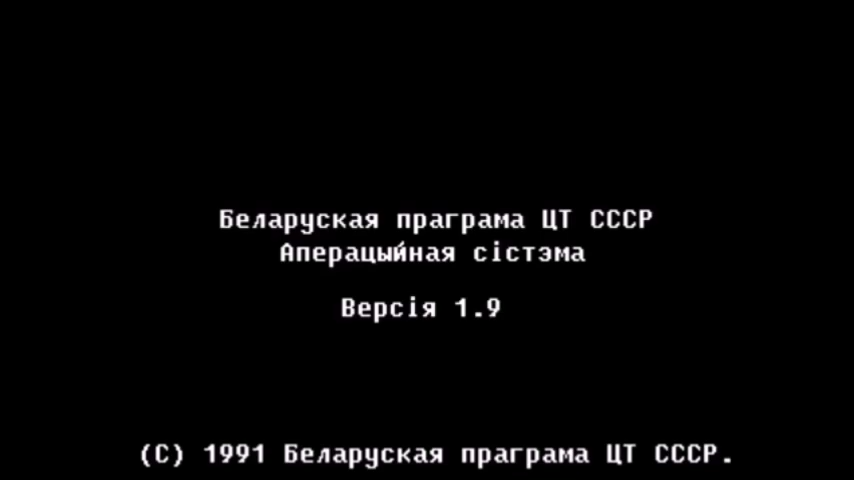 Беларуская праграма ЦТ СССР
Аперацыйная сістэма
Версія 1.9
(C) 1991 Беларуская праграма ЦТ СССР.